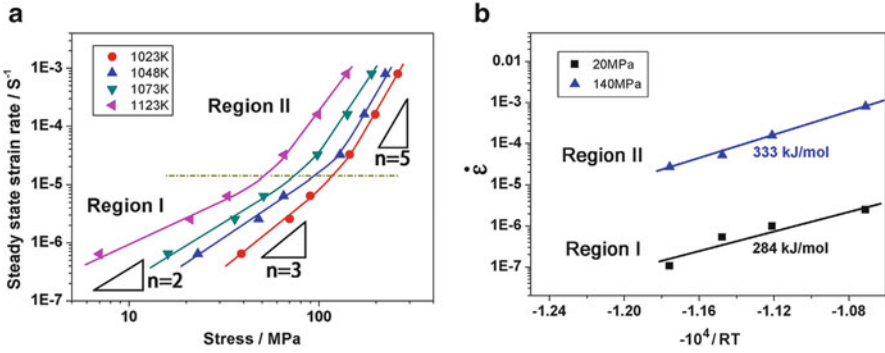 a
1023K
1048K
1073K
1123K
Region II
Region I
n=5
n=3
n=2
1E-3
1E-4
1E-5
1E-6
1E-7
10
100
Steady state strain rate / S⁻¹
Stress / MPa
b
20MPa
140MPa
Region II
333 kJ/mol
Region I
284 kJ/mol
0.01
1E-3
1E-4
1E-5
1E-6
1E-7
-1.24
-1.20
-1.16
-1.12
-1.08
ε̇
-10⁴/RT